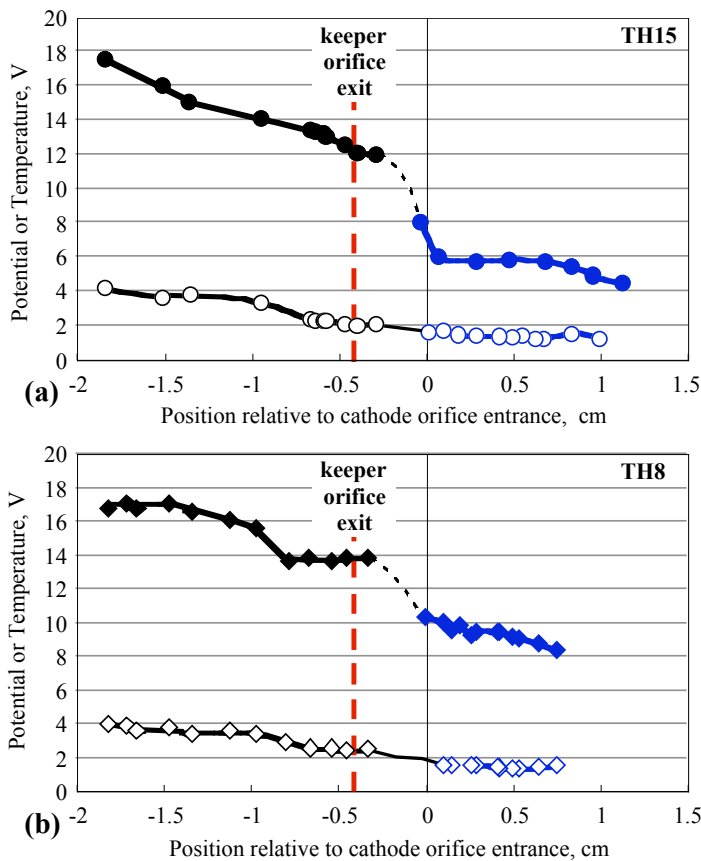 20
18
16
14
12
10
8
6
4
2
0
Potential or Temperature, V
keeper
orifice
exit
TH15
-2 -1.5 -1 -0.5 0 0.5 1 1.5
(a)
Position relative to cathode orifice entrance, cm
20
18
16
14
12
10
8
6
4
2
0
Potential or Temperature, V
keeper
orifice
exit
TH8
-2 -1.5 -1 -0.5 0 0.5 1 1.5
(b)
Position relative to cathode orifice entrance, cm